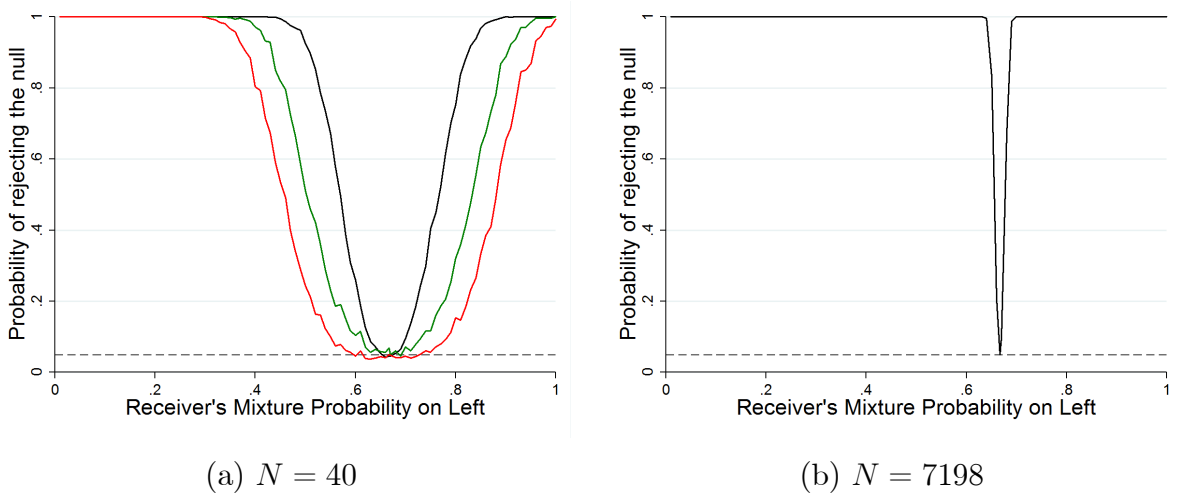 Probability of rejecting the null
1
.8
.6
.4
.2
0
0 .2 .4 .6 .8 1
Receiver's Mixture Probability on Left
(a) N = 40
Probability of rejecting the null
1
.8
.6
.4
.2
0
0 .2 .4 .6 .8 1
Receiver's Mixture Probability on Left
(b) N = 7198